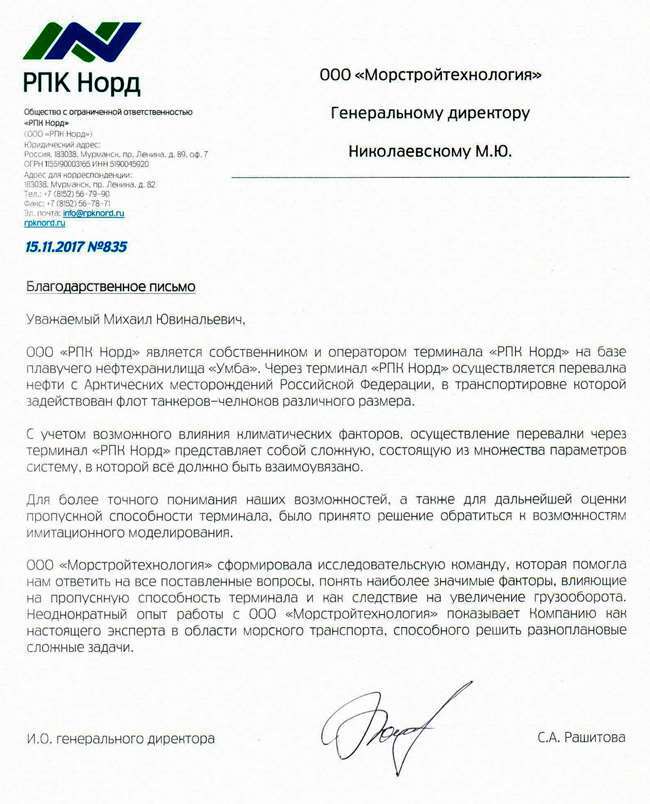 РПК Норд
Общество с ограниченной ответственностью
«РПК Норд»
(ООО «РПК Норд»)
Юридический адрес:
Россия, 183038, Мурманск, пр. Ленина, д. 89, оф. 7
ОГРН 1155190003165 ИНН 5190045920
Адрес для корреспонденции:
183038, Мурманск, пр. Ленина, д. 82
Тел.: +7 (8152) 56-79-90
Факс: +7 (8152) 56-78-71
Эл. почта: info@rpknord.ru
rpknord.ru
15.11.2017 №835
ООО «Морстройтехнология»
Генеральному директору
Николаевскому М.Ю.
Благодарственное письмо
Уважаемый Михаил Ювинальевич,
ООО «РПК Норд» является собственником и оператором терминала «РПК Норд» на базе
плавучего нефтехранилища «Умба». Через терминал «РПК Норд» осуществляется перевалка
нефти с Арктических месторождений Российской Федерации, в транспортировке которой
задействован флот танкеров-челноков различного размера.
С учетом возможного влияния климатических факторов, осуществление перевалки через
терминал «РПК Норд» представляет собой сложную, состоящую из множества параметров
систему, в которой всё должно быть взаимоувязано.
Для более точного понимания наших возможностей, а также для дальнейшей оценки
пропускной способности терминала, было принято решение обратиться к возможностям
имитационного моделирования.
ООО «Морстройтехнология» сформировала исследовательскую команду, которая помогла
нам ответить на все поставленные вопросы, понять наиболее значимые факторы, влияющие
на пропускную способность терминала и как следствие на увеличение грузооборота.
Неоднократный опыт работы с ООО «Морстройтехнология» показывает Компанию как
настоящего эксперта в области морского транспорта, способного решить разноплановые
сложные задачи.
И.О. генерального директора
С.А. Рашитова